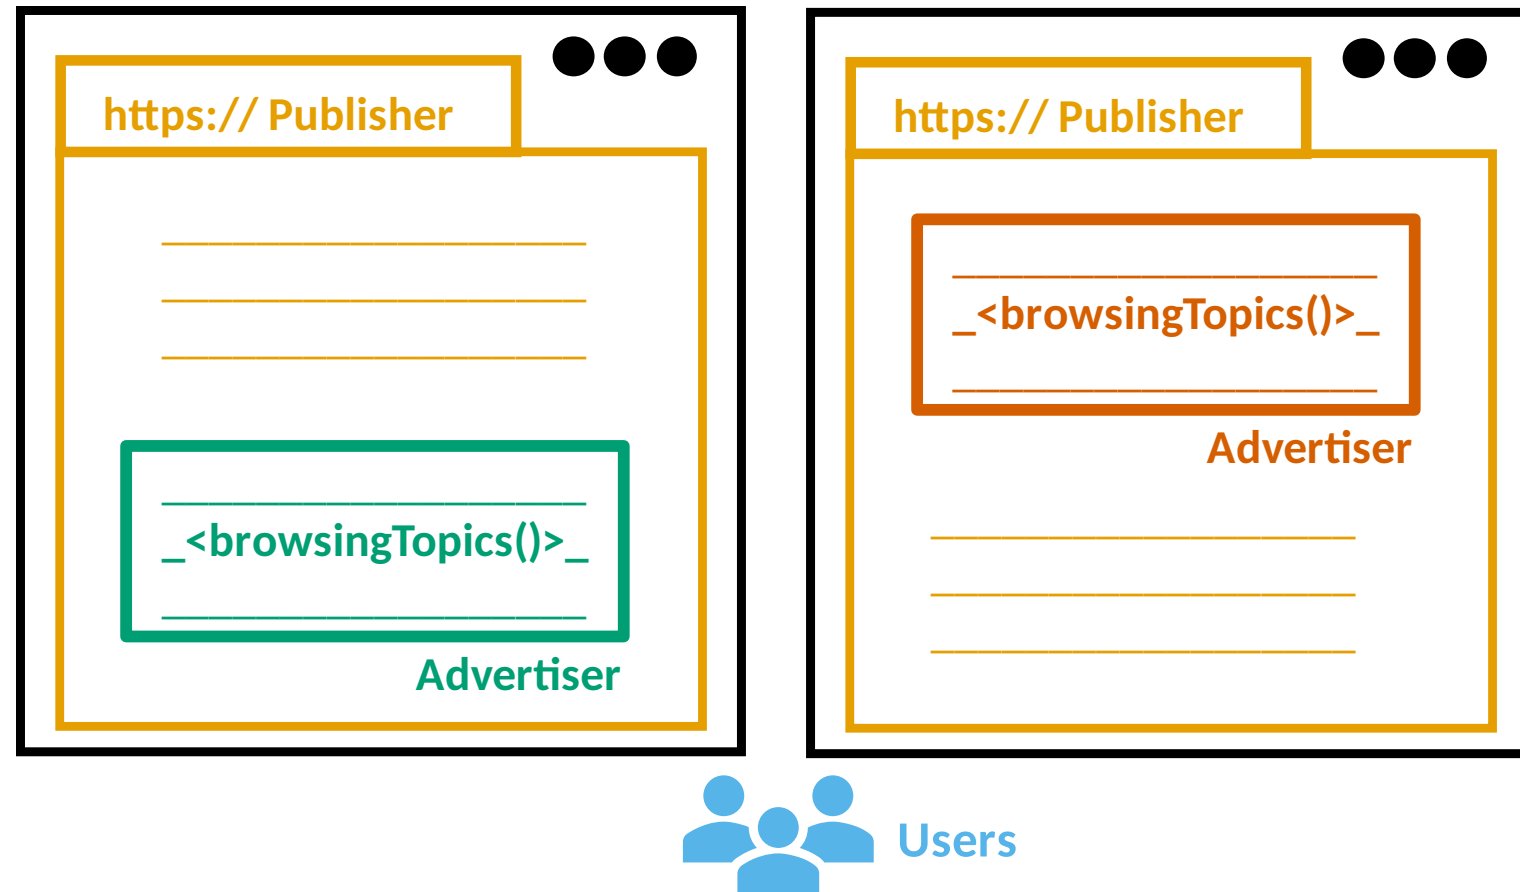 https:// Publisher
_<browsingTopics()>_
Advertiser
https:// Publisher
_<browsingTopics()>_
Advertiser
Users